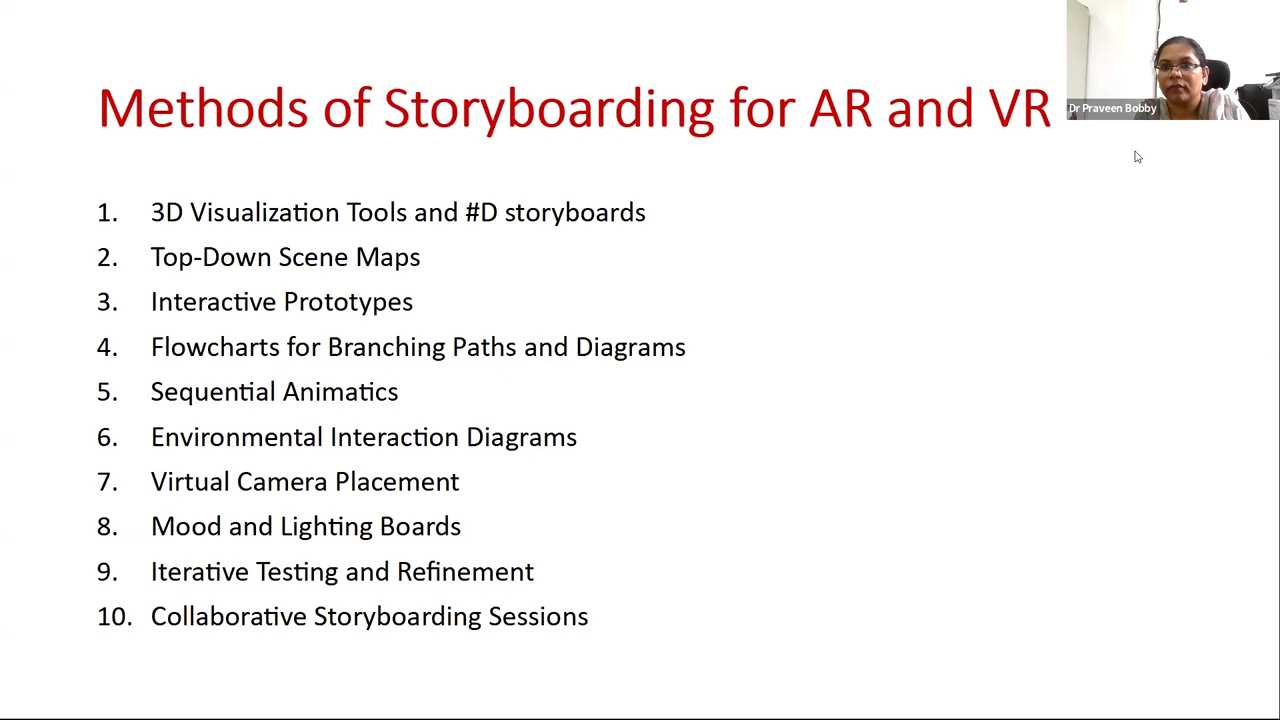 Methods of Storyboarding for AR and VR
Dr Praveen Bobby
1. 3D Visualization Tools and #D storyboards
2. Top-Down Scene Maps
3. Interactive Prototypes
4. Flowcharts for Branching Paths and Diagrams
5. Sequential Animatics
6. Environmental Interaction Diagrams
7. Virtual Camera Placement
8. Mood and Lighting Boards
9. Iterative Testing and Refinement
10. Collaborative Storyboarding Sessions